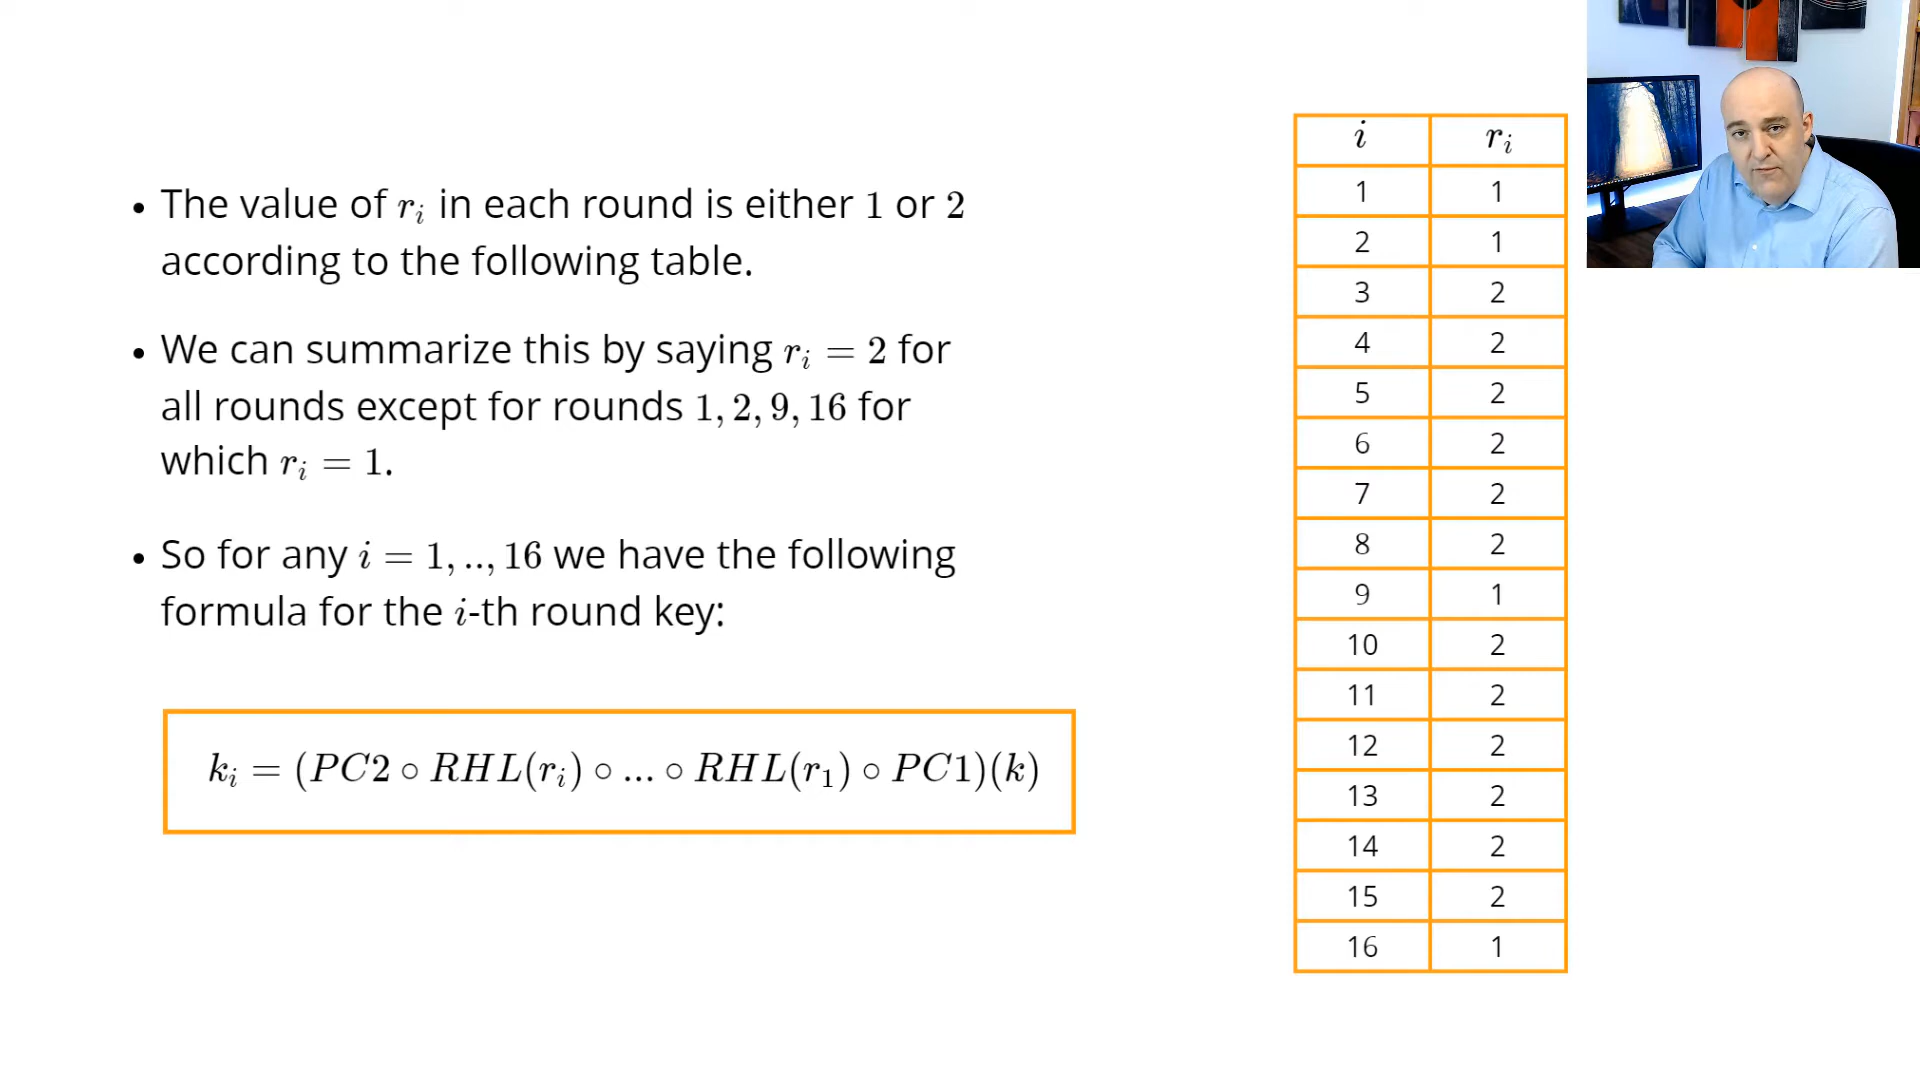 • The value of r_i in each round is either 1 or 2
according to the following table.
• We can summarize this by saying r_i = 2 for
all rounds except for rounds 1, 2, 9, 16 for
which r_i = 1.
• So for any i = 1, .., 16 we have the following
formula for the i-th round key:
k_i = (PC2 ∘ RHL(r_i) ∘ ... ∘ RHL(r_1) ∘ PC1)(k)
i r_i
1 1
2 1
3 2
4 2
5 2
6 2
7 2
8 2
9 1
10 2
11 2
12 2
13 2
14 2
15 2
16 1